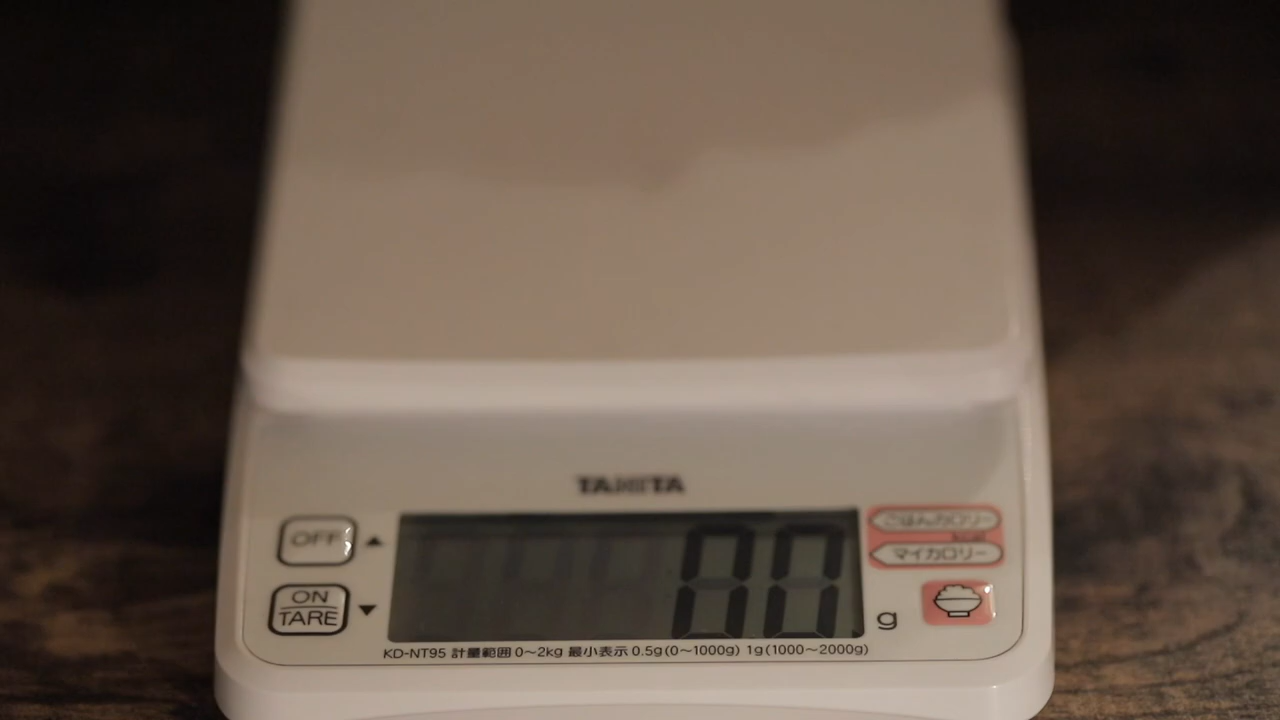 TANITA
OFF
ON
TARE
00
g
ごはんカロリー
マイカロリー
KD-NT95 計量範囲 0〜2kg 最小表示 0.5g(0〜1000g) 1g(1000〜2000g)